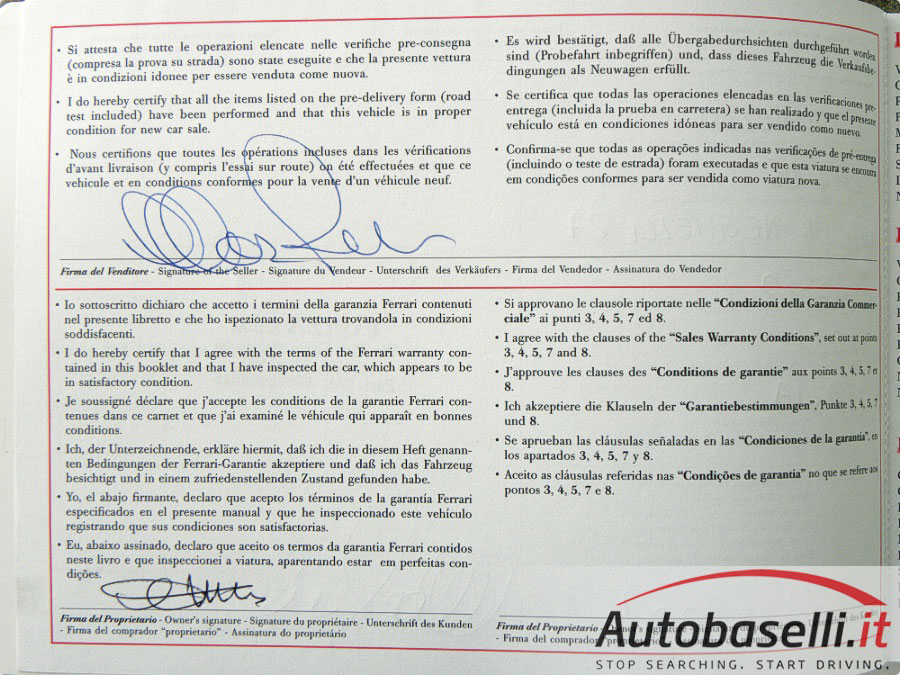 • Si attesta che tutte le operazioni elencate nelle verifiche pre-consegna
(compresa la prova su strada) sono state eseguite e che la presente vettura
è in condizioni idonee per essere venduta come nuova.
• I do hereby certify that all the items listed on the pre-delivery form (road
test included) have been performed and that this vehicle is in proper
condition for new car sale.
• Nous certifions que toutes les opérations incluses dans les vérifications
d'avant livraison (y compris l'essai sur route) on été effectuées et que ce
vehicule et en conditions conformes pour la vente d'un véhicule neuf.
• Es wird bestätigt, daß alle Übergabedurchsichten durchgeführt worden
sind (Probefahrt inbegriffen) und, dass dieses Fahrzeug die Verkaufsbe-
dingungen als Neuwagen erfüllt.
• Se certifica que todas las operaciones elencadas en las verificaciones pre-
entrega (incluida la prueba en carretera) se han realizado y que el presente
vehículo está en condiciones idóneas para ser vendido como nuevo.
• Confirma-se que todas as operações indicadas nas verificações de pré-entrega
(incluindo o teste de estrada) foram executadas e que esta viatura se encontra
em condições conformes para ser vendida como viatura nova.
Firma del Venditore - Signature of the Seller - Signature du Vendeur - Unterschrift des Verkäufers - Firma del Vendedor - Assinatura do Vendedor
• Io sottoscritto dichiaro che accetto i termini della garanzia Ferrari contenuti
nel presente libretto e che ho ispezionato la vettura trovandola in condizioni
soddisfacenti.
• I do hereby certify that I agree with the terms of the Ferrari warranty con-
tained in this booklet and that I have inspected the car, which appears to be
in satisfactory condition.
• Je soussigné déclare que j'accepte les conditions de la garantie Ferrari con-
tenues dans ce carnet et que j'ai examiné le véhicule qui apparaît en bonnes
conditions.
• Ich, der Unterzeichnende, erkläre hiermit, daß ich die in diesem Heft genann-
ten Bedingungen der Ferrari-Garantie akzeptiere und daß ich das Fahrzeug
besichtigt und in einem zufriedenstellenden Zustand gefunden habe.
• Yo, el abajo firmante, declaro que acepto los términos de la garantía Ferrari
especificados en el presente manual y que he inspeccionado este vehículo
registrando que sus condiciones son satisfactorias.
• Eu, abaixo assinado, declaro que aceito os termos da garantia Ferrari contidos
neste livro e que inspeccionei a viatura, aparentando estar em perfeitas con-
dições.
Firma del Proprietario - Owner's signature - Signature du propriétaire - Unterschrift des Kunden
- Firma del comprador "proprietario" - Assinatura do proprietário
• Si approvano le clausole riportate nelle "Condizioni della Garanzia Commer-
ciale" ai punti 3, 4, 5, 7 ed 8.
• I agree with the clauses of the "Sales Warranty Conditions", set out at points
3, 4, 5, 7 and 8.
• J'approuve les clauses des "Conditions de garantie" aux points 3, 4, 5, 7 et
8.
• Ich akzeptiere die Klauseln der "Garantiebestimmungen", Punkte 3, 4, 5, 7
und 8.
• Se aprueban las cláusulas señaladas en las "Condiciones de la garantía", en
los apartados 3, 4, 5, 7 y 8.
• Aceito as cláusulas referidas nas "Condições de garantia" no que se refere aos
pontos 3, 4, 5, 7 e 8.
Firma del Proprietario - Owner's signature
- Firma del comprador
Autobaselli.it
STOP SEARCHING. START DRIVING.